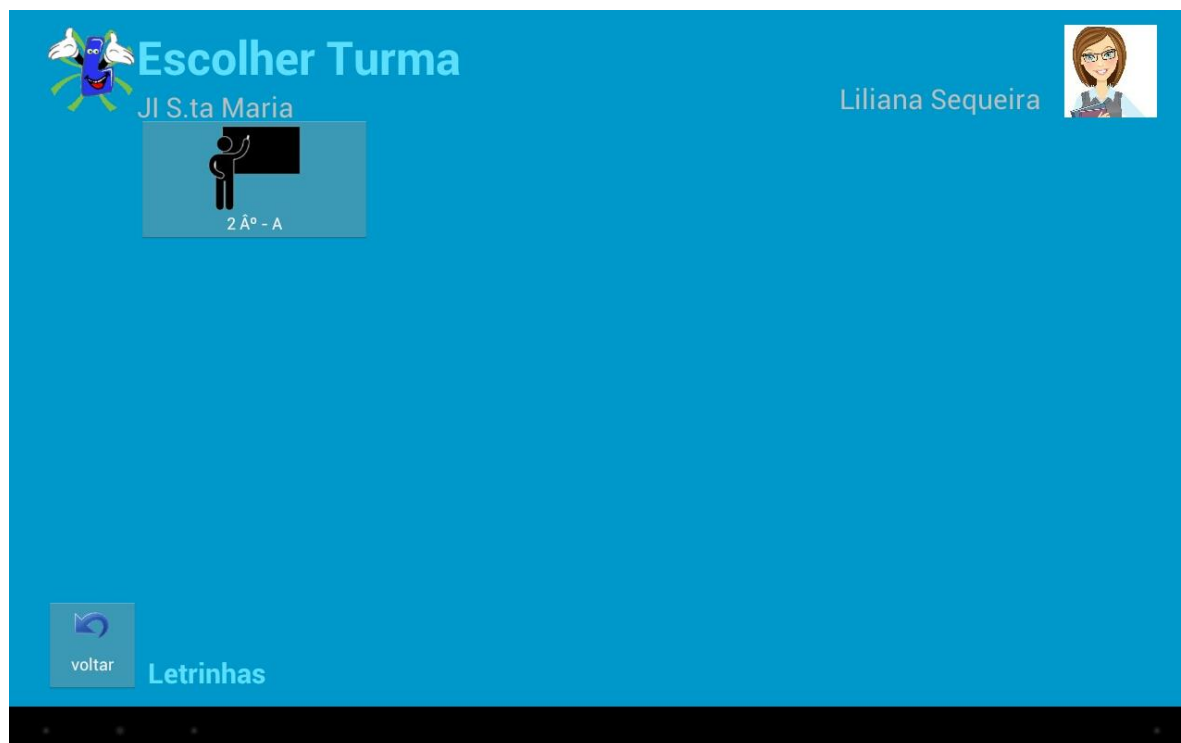 Escolher Turma
JI S.ta Maria
Liliana Sequeira
2 Âº - A
voltar
Letrinhas